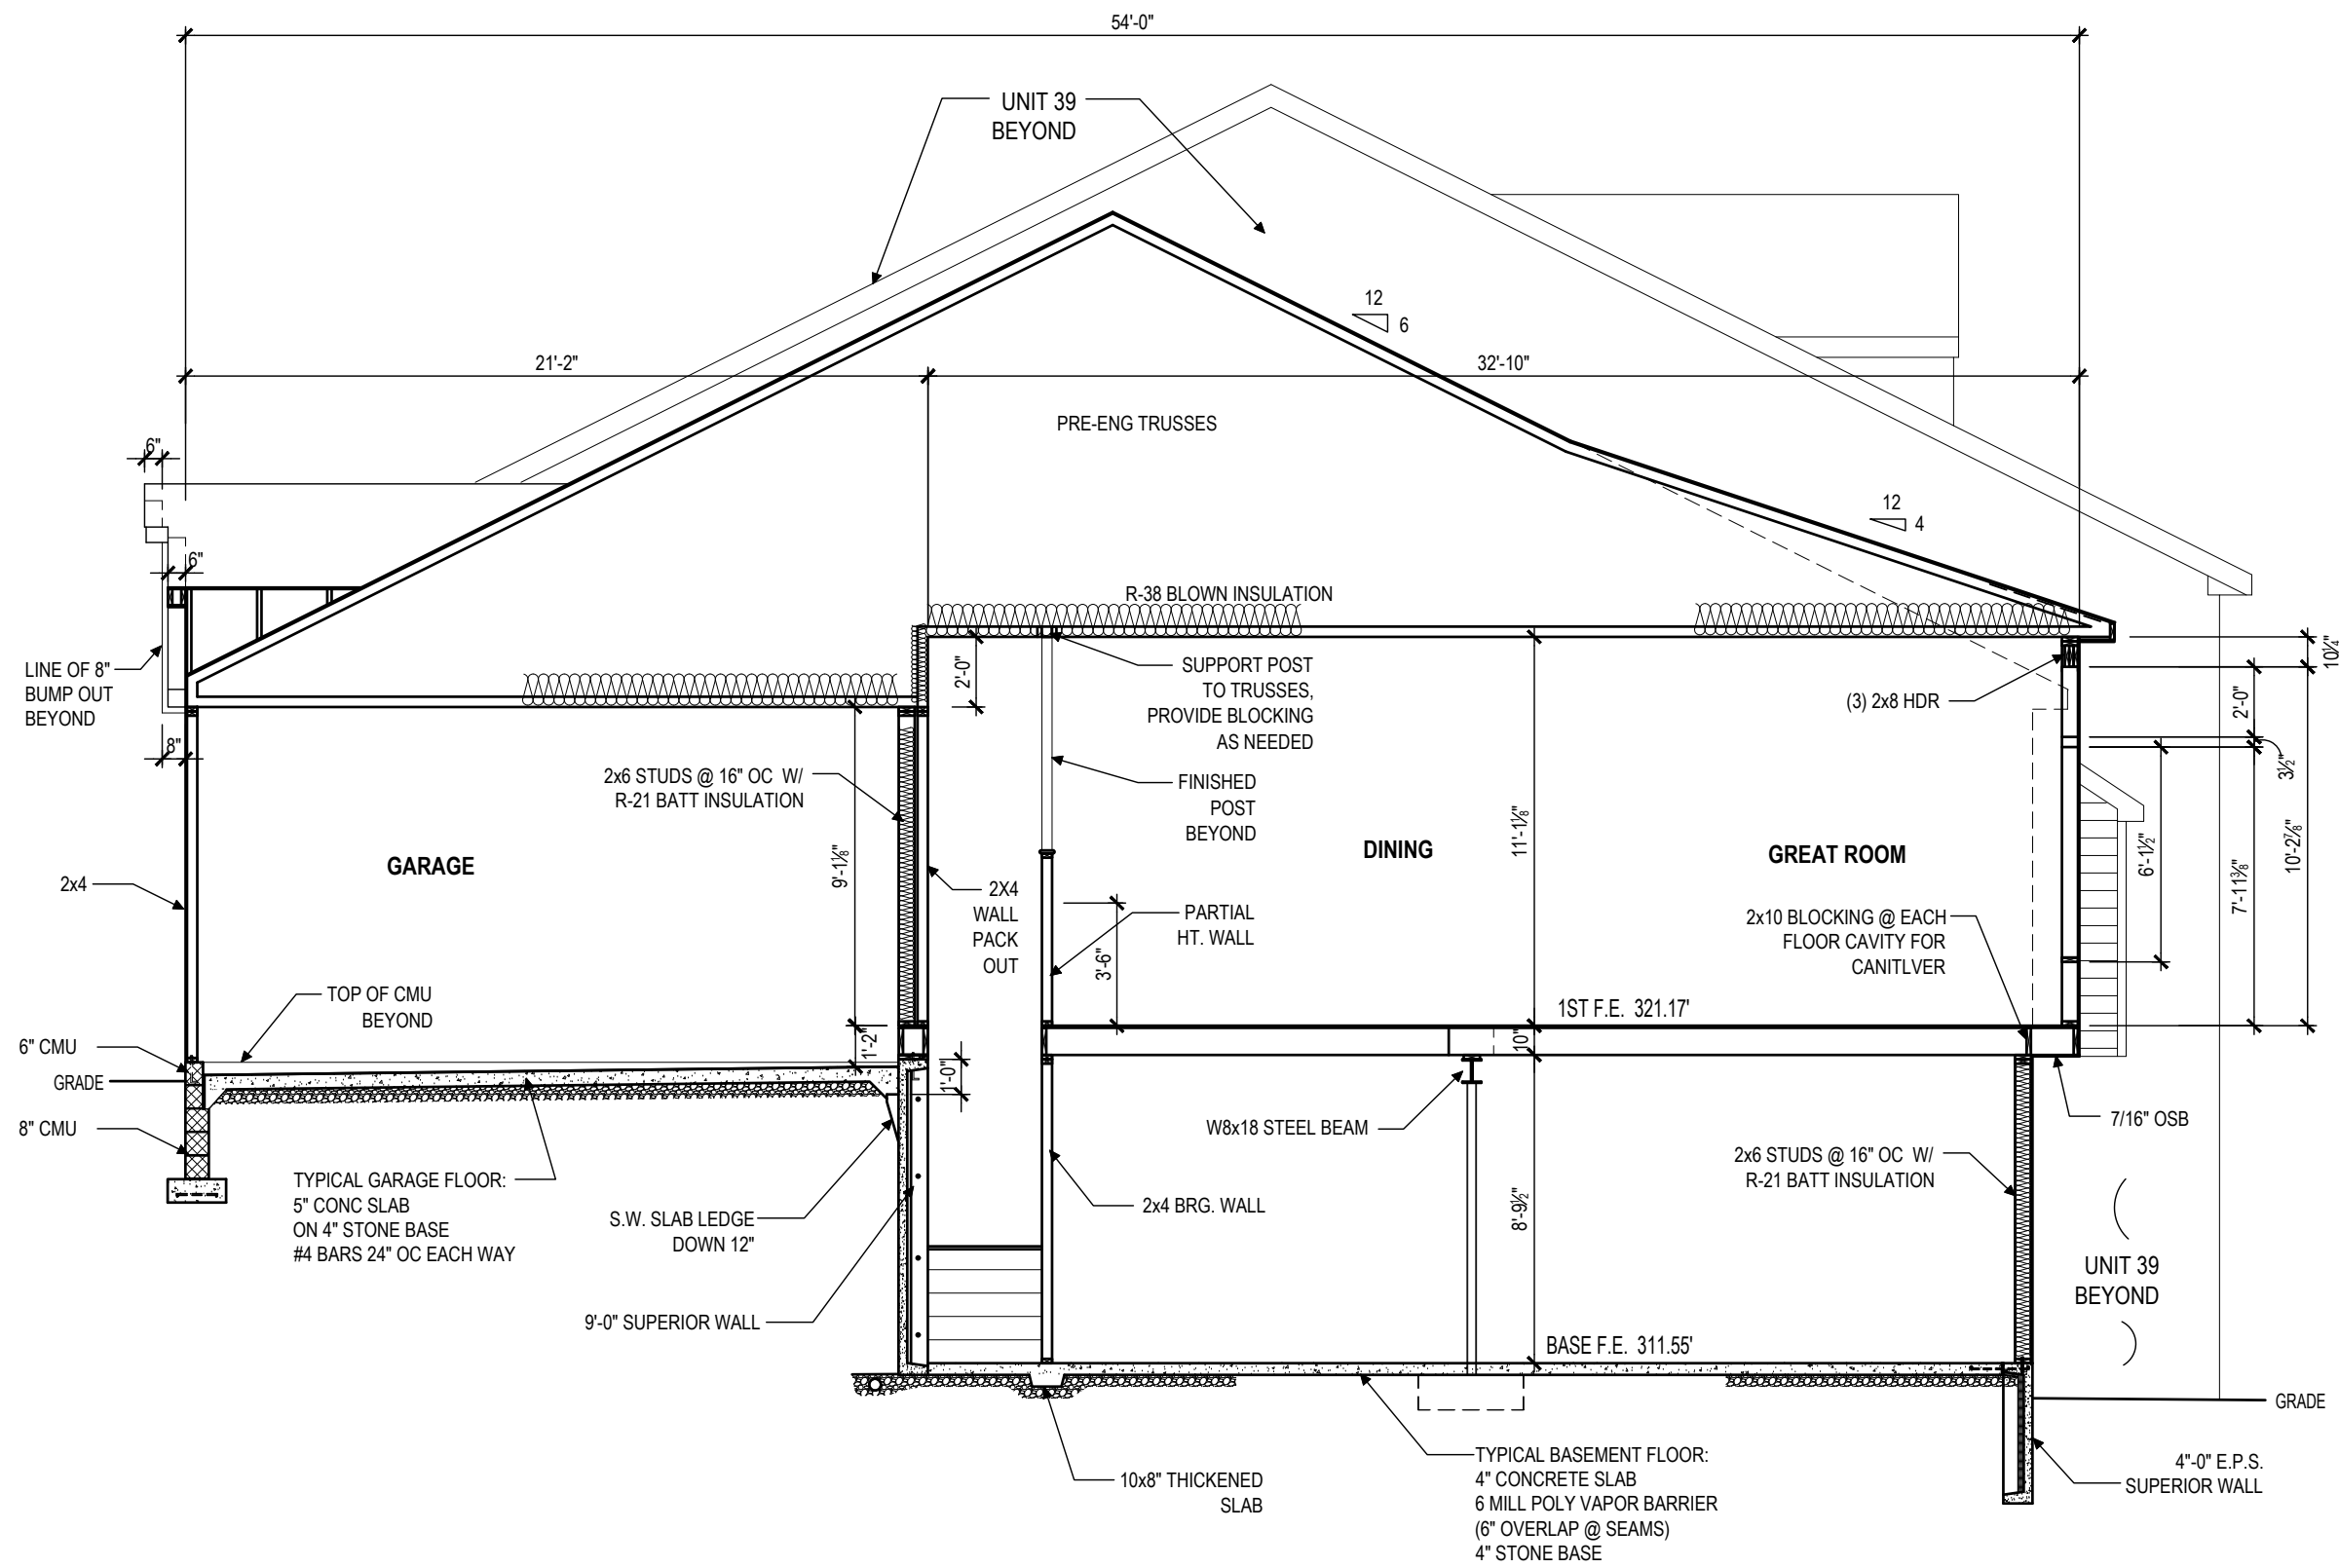 54'-0"
UNIT 39
BEYOND
12
6
21'-2"
32'-10"
PRE-ENG TRUSSES
6"
12
4
6"
R-38 BLOWN INSULATION
10¼"
LINE OF 8"
BUMP OUT
BEYOND
2'-0"
SUPPORT POST
TO TRUSSES,
PROVIDE BLOCKING
AS NEEDED
(3) 2x8 HDR
2'-0"
8"
3½"
2x6 STUDS @ 16" OC W/
R-21 BATT INSULATION
FINISHED
POST
BEYOND
11'-1⅛"
DINING
GREAT ROOM
GARAGE
9'-1⅛"
6'-1½"
7'-11⅜"
10'-2⅞"
2x4
2X4
WALL
PACK
OUT
PARTIAL
HT. WALL
3'-6"
2x10 BLOCKING @ EACH
FLOOR CAVITY FOR
CANITLVER
TOP OF CMU
BEYOND
1ST F.E. 321.17'
6" CMU
1'-2"
10"
GRADE
1'-0"
8" CMU
W8x18 STEEL BEAM
7/16" OSB
TYPICAL GARAGE FLOOR:
5" CONC SLAB
ON 4" STONE BASE
#4 BARS 24" OC EACH WAY
S.W. SLAB LEDGE
DOWN 12"
2x4 BRG. WALL
8'-9½"
2x6 STUDS @ 16" OC W/
R-21 BATT INSULATION
UNIT 39
BEYOND
9'-0" SUPERIOR WALL
BASE F.E. 311.55'
GRADE
10x8" THICKENED
SLAB
TYPICAL BASEMENT FLOOR:
4" CONCRETE SLAB
6 MILL POLY VAPOR BARRIER
(6" OVERLAP @ SEAMS)
4" STONE BASE
4"-0" E.P.S.
SUPERIOR WALL